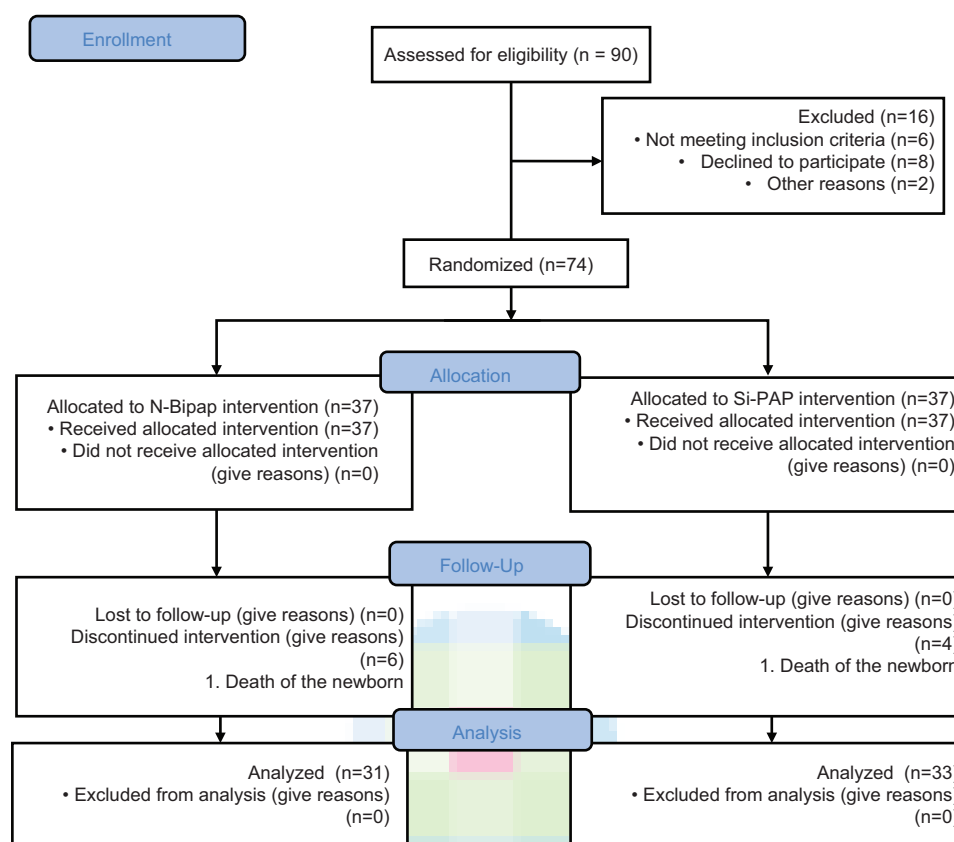 Enrollment
Assessed for eligibility (n = 90)
Excluded (n=16)
• Not meeting inclusion criteria (n=6)
• Declined to participate (n=8)
• Other reasons (n=2)
Randomized (n=74)
Allocation
Allocated to N-Bipap intervention (n=37)
• Received allocated intervention (n=37)
• Did not receive allocated intervention
(give reasons) (n=0)
Allocated to Si-PAP intervention (n=37)
• Received allocated intervention (n=37)
• Did not receive allocated intervention
(give reasons) (n=0)
Follow-Up
Lost to follow-up (give reasons) (n=0)
Discontinued intervention (give reasons)
(n=6)
1. Death of the newborn
Lost to follow-up (give reasons) (n=0)
Discontinued intervention (give reasons)
(n=4)
1. Death of the newborn
Analysis
Analyzed (n=31)
• Excluded from analysis (give reasons)
(n=0)
Analyzed (n=33)
• Excluded from analysis (give reasons)
(n=0)